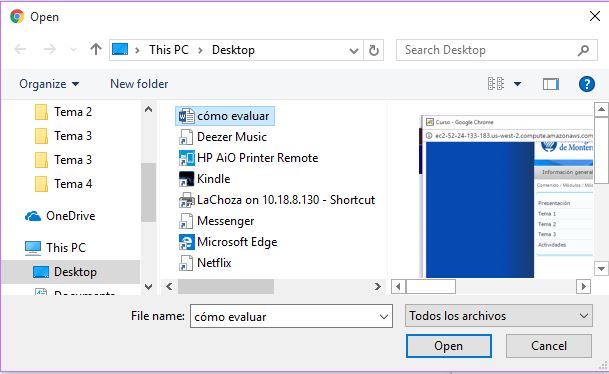 Open
This PC > Desktop
Search Desktop
Organize
New folder
Tema 2
Tema 3
Tema 3
Tema 4
OneDrive
This PC
Desktop
Documents
cómo evaluar
Deezer Music
HP AiO Printer Remote
Kindle
LaChoza on 10.18.8.130 - Shortcut
Messenger
Microsoft Edge
Netflix
Curso - Google Chrome
ec2-52-24-133-183.us-west-2.compute.amazonaws.com
de Monter
Información general
Contenido / Módulos / Módu
Presentación
Tema 1
Tema 2
Tema 3
Actividades
File name:
cómo evaluar
Todos los archivos
Open
Cancel